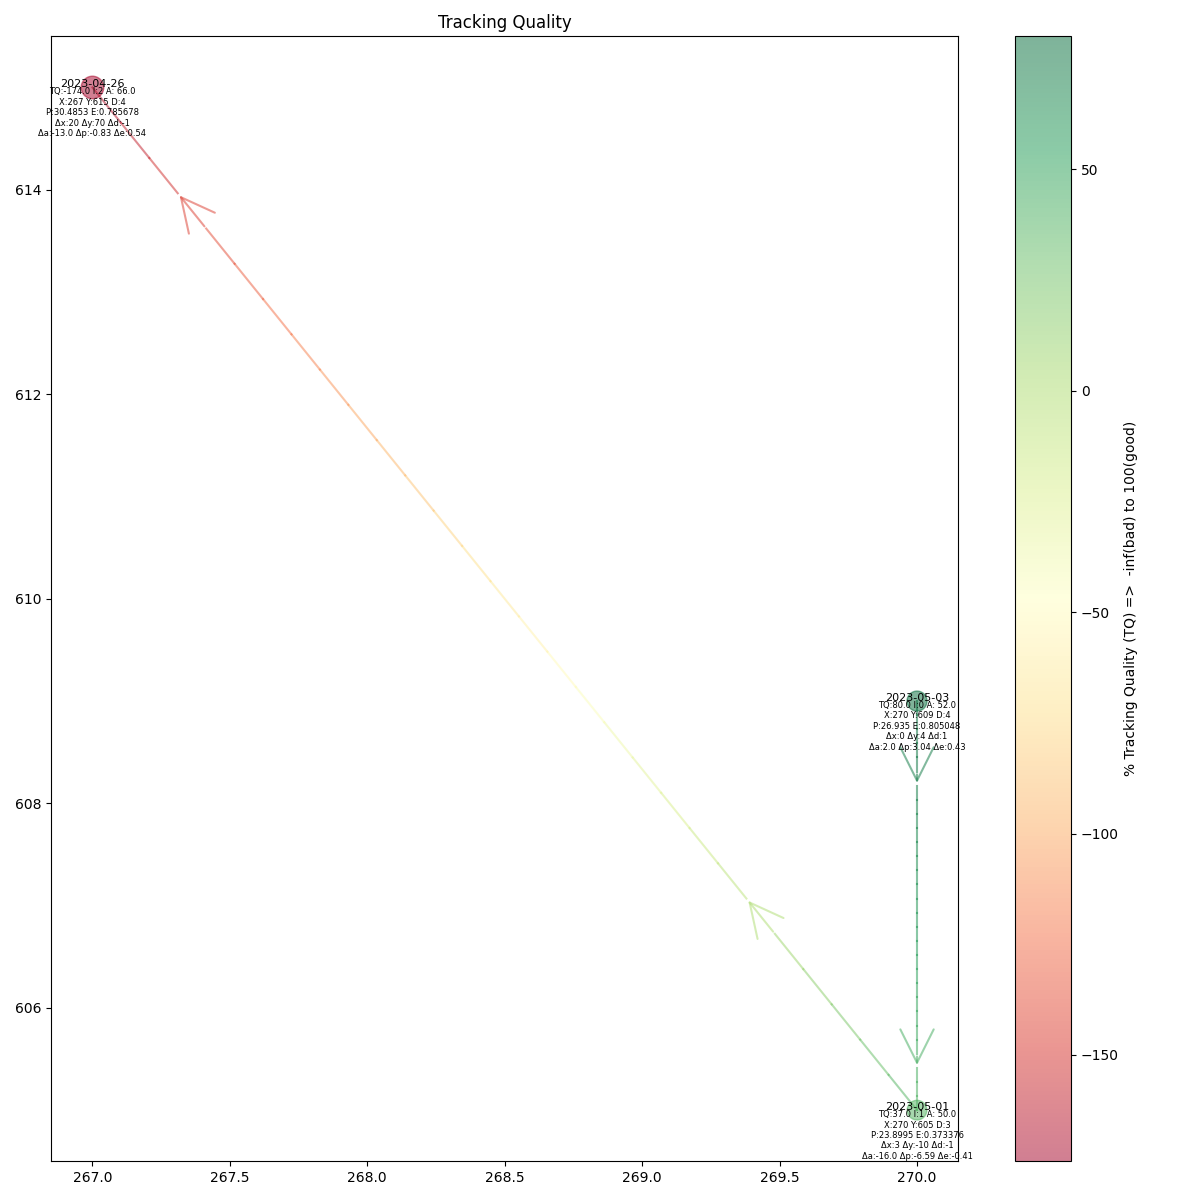 Tracking Quality
2023-04-26
TQ:-174.0 I:2 A: 66.0
X:267 Y:615 D:4
P:30.4853 E:0.785678
Δx:20 Δy:70 Δd:-1
Δa:-13.0 Δp:-0.83 Δe:0.54
2023-05-03
TQ:80.0 I:0 A: 52.0
X:270 Y:609 D:4
P:26.935 E:0.805048
Δx:0 Δy:4 Δd:1
Δa:2.0 Δp:3.04 Δe:0.43
2023-05-01
TQ:37.0 I:1 A: 50.0
X:270 Y:605 D:3
P:23.8995 E:0.373376
Δx:3 Δy:-10 Δd:-1
Δa:-16.0 Δp:-6.59 Δe:-0.41
614
612
610
608
606
267.0
267.5
268.0
268.5
269.0
269.5
270.0
50
0
−50
−100
−150
% Tracking Quality (TQ) => -inf(bad) to 100(good)